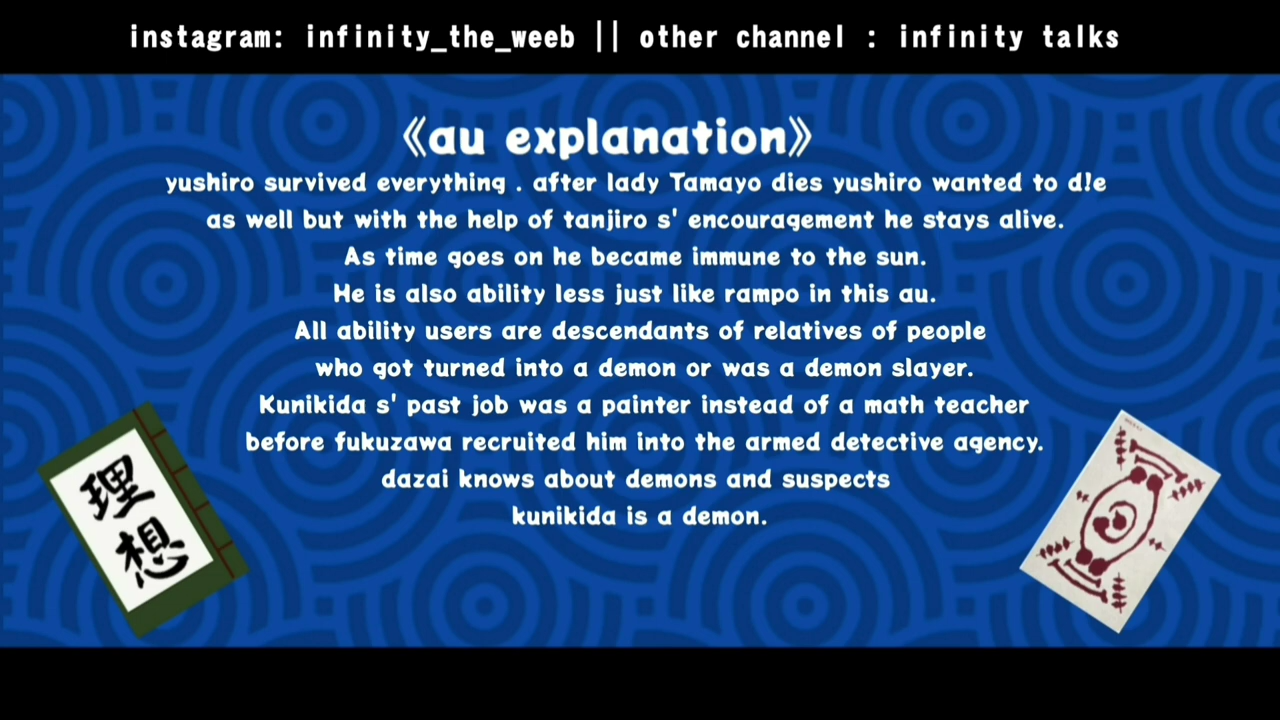 instagram: infinity_the_weeb || other channel : infinity talks
《au explanation》
yushiro survived everything . after lady Tamayo dies yushiro wanted to d!e
as well but with the help of tanjiro s' encouragement he stays alive.
As time goes on he became immune to the sun.
He is also ability less just like rampo in this au.
All ability users are descendants of relatives of people
who got turned into a demon or was a demon slayer.
Kunikida s' past job was a painter instead of a math teacher
before fukuzawa recruited him into the armed detective agency.
dazai knows about demons and suspects
kunikida is a demon.
理想